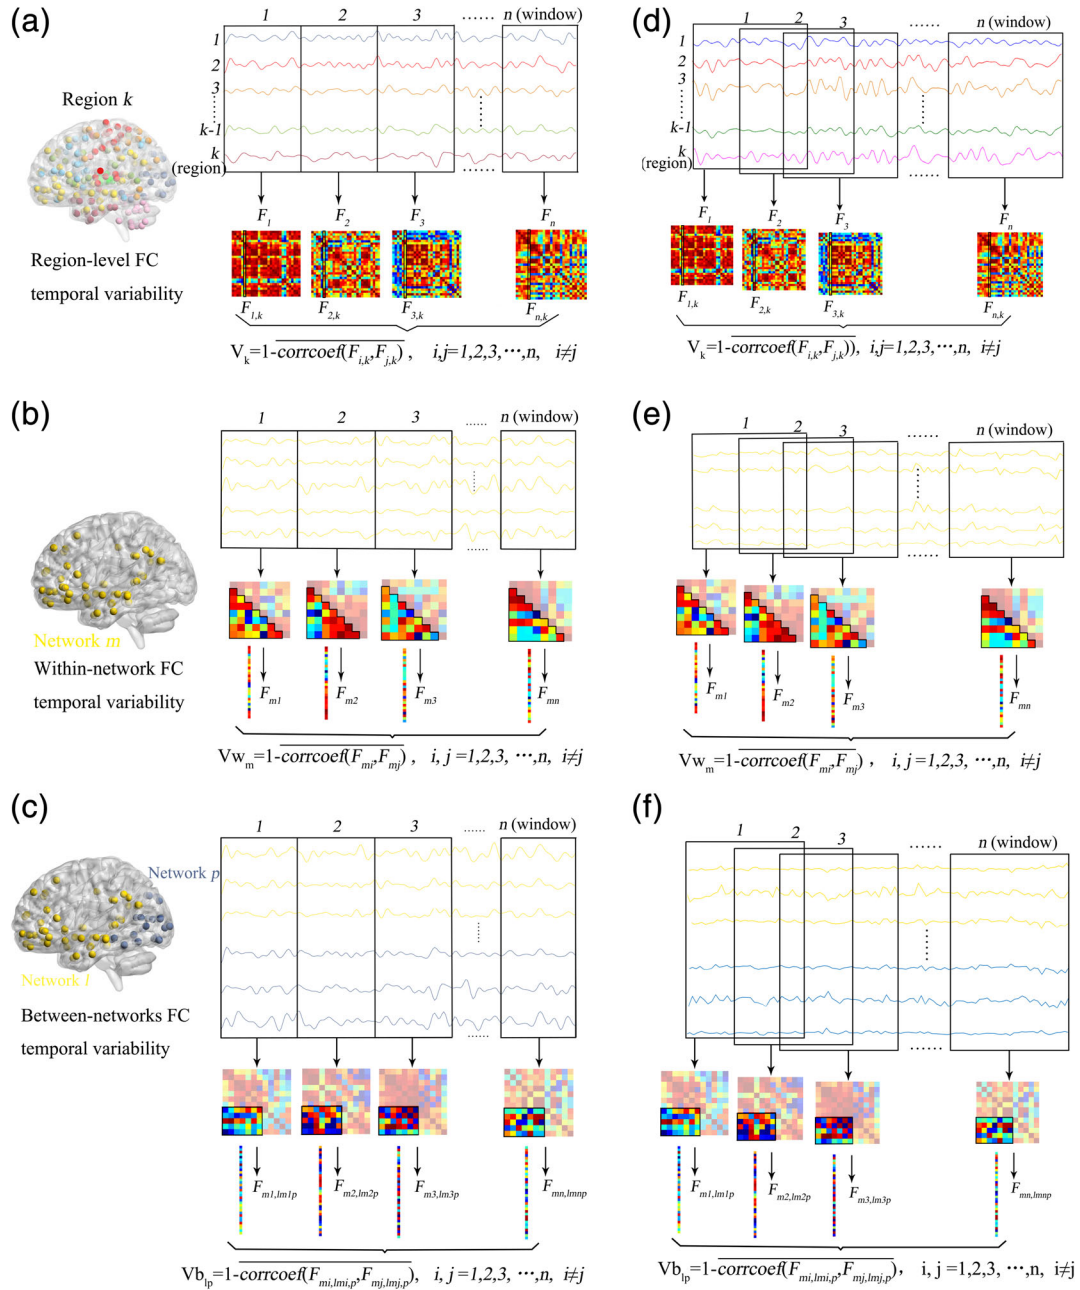 (a)
1 2 3 ...... n (window)
1
2
3
k-1
k
(region)
......
Region k
Region-level FC
temporal variability
F1 F2 F3 Fn
F1,k F2,k F3,k Fn,k
Vk=1-corrcoef(Fi,k,Fj,k), i,j=1,2,3, ···,n, i≠j
(d)
1 2 3 ...... n (window)
1
2
3
k-1
k
(region)
......
F1 F2 F3 Fn
F1,k F2,k F3,k Fn,k
Vk=1-corrcoef(Fi,k,Fj,k)), i,j=1,2,3, ···,n, i≠j
(b)
1 2 3 ...... n (window)
......
Network m
Within-network FC
temporal variability
Fm1 Fm2 Fm3 Fmn
Vwm=1-corrcoef(Fmi,Fmj), i, j =1,2,3, ···,n, i≠j
(e)
1 2 3 ...... n (window)
......
Fm1 Fm2 Fm3 Fmn
Vwm=1-corrcoef(Fmi,Fmj) , i, j =1,2,3, ···,n, i≠j
(c)
1 2 3 ...... n (window)
Network p
......
Network l
Between-networks FC
temporal variability
Fm1,lm1p Fm2,lm2p Fm3,lm3p Fmn,lmnp
Vblp=1-corrcoef(Fmi,lmi,p,Fmj,lmj,p), i, j =1,2,3, ···,n, i≠j
(f)
1 2 3 ...... n (window)
......
Fm1,lm1p Fm2,lm2p Fm3,lm3p Fmn,lmnp
Vblp=1-corrcoef(Fmi,lmi,p,Fmj,lmj,p), i, j =1,2,3, ···,n, i≠j